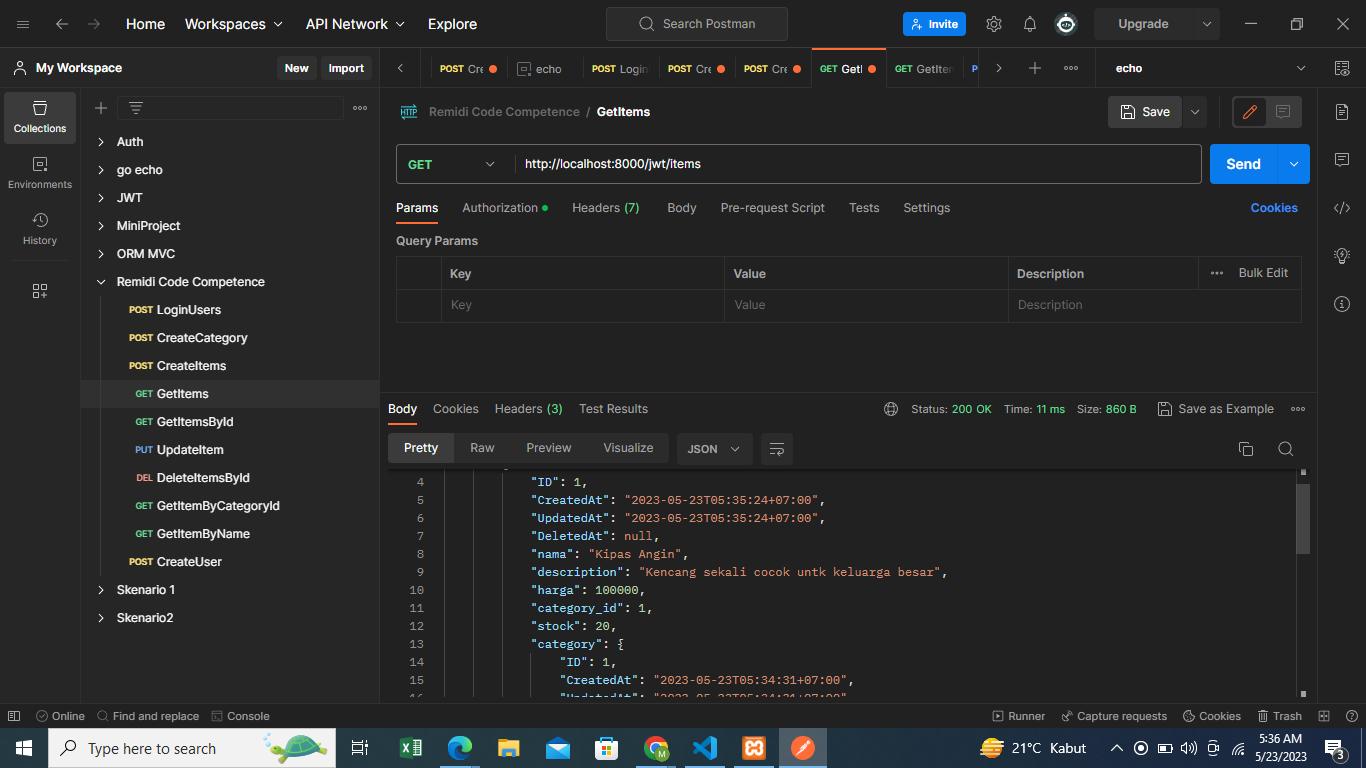 Home Workspaces API Network Explore Search Postman Invite Upgrade
My Workspace New Import
POST Cre echo POST Login POST Cre POST Cre GET GetI GET GetIten P echo
Collections
Environments
History
Auth
go echo
JWT
MiniProject
ORM MVC
Remidi Code Competence
POST LoginUsers
POST CreateCategory
POST CreateItems
GET GetItems
GET GetItemsById
PUT UpdateItem
DEL DeleteItemsById
GET GetItemByCategoryId
GET GetItemByName
POST CreateUser
Skenario 1
Skenario2
HTTP Remidi Code Competence / GetItems Save
GET http://localhost:8000/jwt/items Send
Params Authorization Headers (7) Body Pre-request Script Tests Settings Cookies
Query Params
Key Value Description Bulk Edit
Key Value Description
Body Cookies Headers (3) Test Results Status: 200 OK Time: 11 ms Size: 860 B Save as Example
Pretty Raw Preview Visualize JSON
4 "ID": 1,
5 "CreatedAt": "2023-05-23T05:35:24+07:00",
6 "UpdatedAt": "2023-05-23T05:35:24+07:00",
7 "DeletedAt": null,
8 "nama": "Kipas Angin",
9 "description": "Kencang sekali cocok untk keluarga besar",
10 "harga": 100000,
11 "category_id": 1,
12 "stock": 20,
13 "category": {
14 "ID": 1,
15 "CreatedAt": "2023-05-23T05:34:31+07:00",
16 "UpdatedAt": "2023-05-23T05:34:31+07:00"
Online Find and replace Console Runner Capture requests Cookies Trash
Type here to search 21°C Kabut 5:36 AM
5/23/2023
3